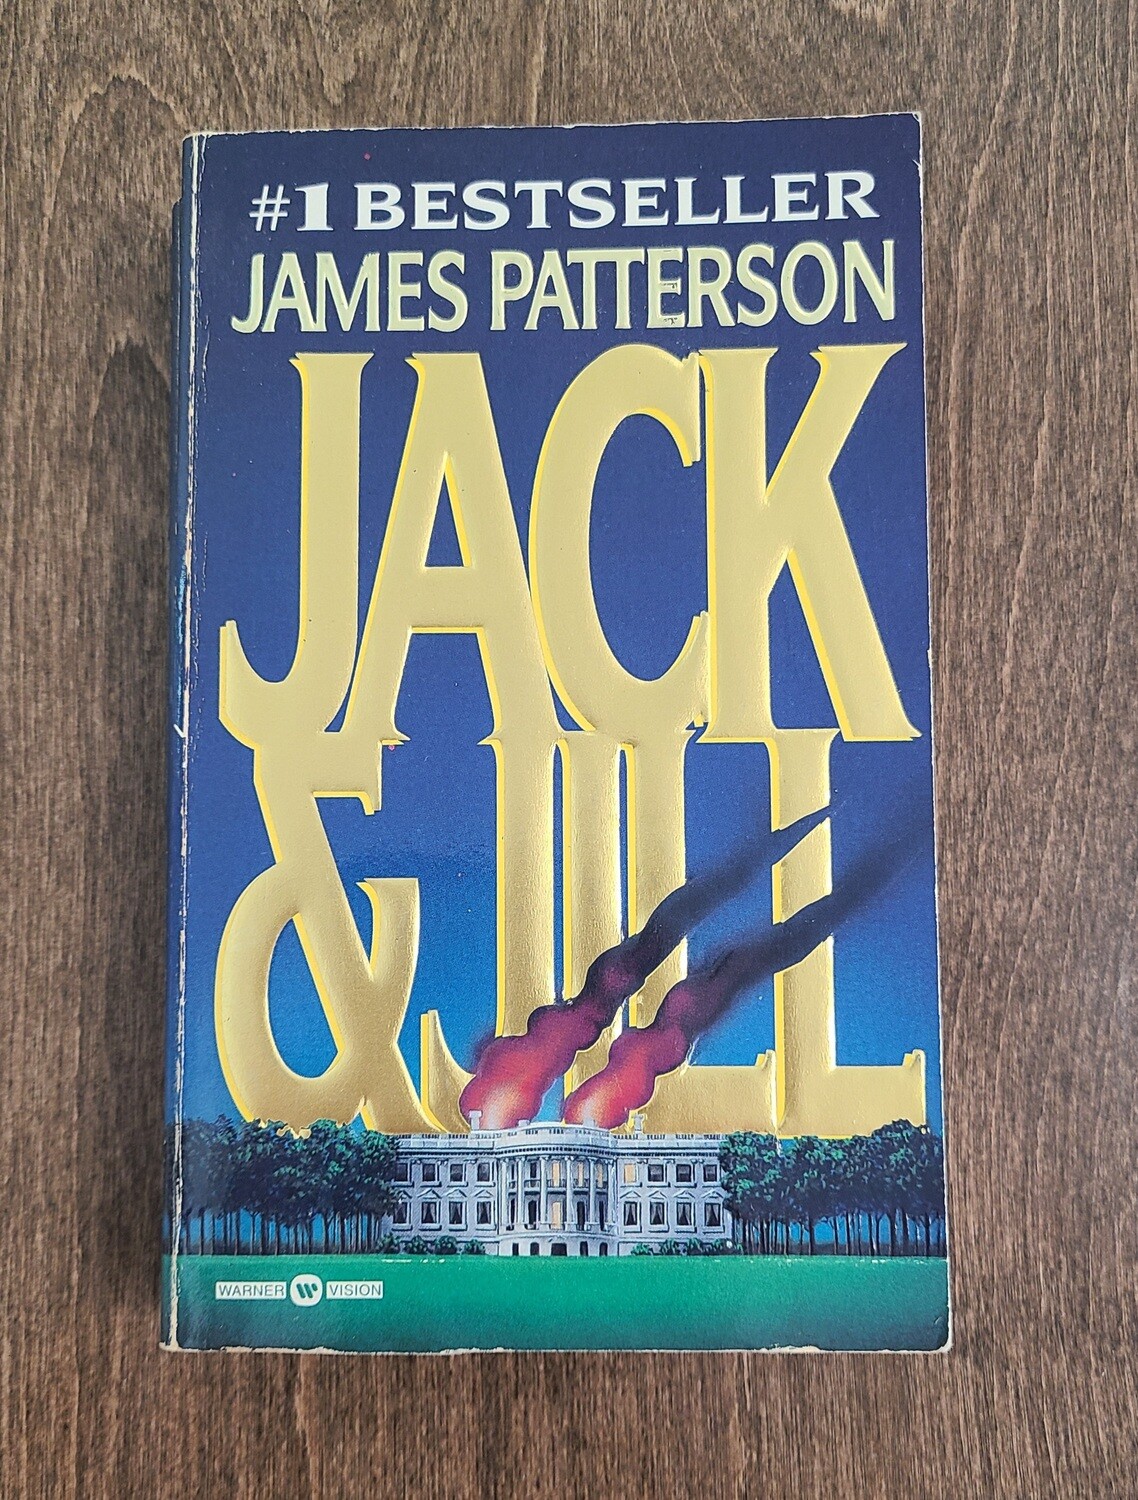 #1 BESTSELLER
JAMES PATTERSON
JACK
& JILL
WARNER VISION